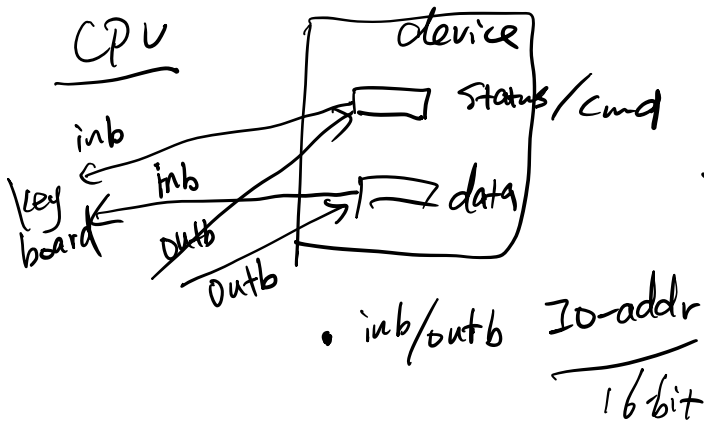 CPU
device
status/cmd
inb
inb
key
board
data
outb
outb
• inb/outb
IO-addr
16 bit